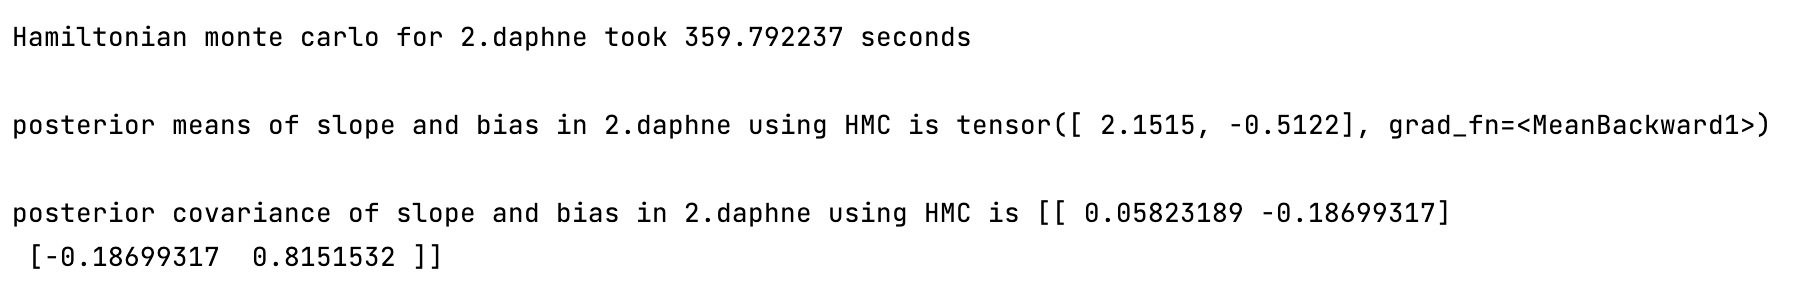 Hamiltonian monte carlo for 2.daphne took 359.792237 seconds
posterior means of slope and bias in 2.daphne using HMC is tensor([ 2.1515, -0.5122], grad_fn=<MeanBackward1>)
posterior covariance of slope and bias in 2.daphne using HMC is [[ 0.05823189 -0.18699317]
 [-0.18699317  0.8151532 ]]